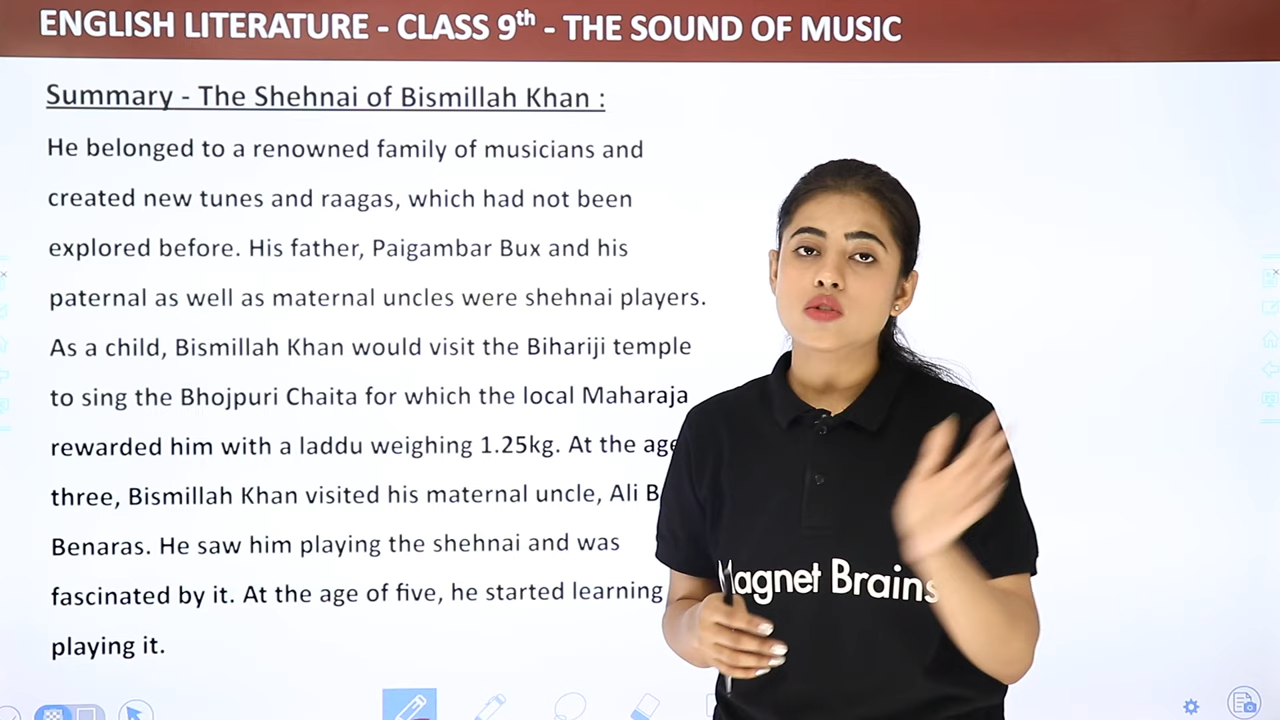 ENGLISH LITERATURE - CLASS 9th - THE SOUND OF MUSIC
Summary - The Shehnai of Bismillah Khan :
He belonged to a renowned family of musicians and
created new tunes and raagas, which had not been
explored before. His father, Paigambar Bux and his
paternal as well as maternal uncles were shehnai players.
As a child, Bismillah Khan would visit the Bihariji temple
to sing the Bhojpuri Chaita for which the local Maharaja
rewarded him with a laddu weighing 1.25kg. At the age
three, Bismillah Khan visited his maternal uncle, Ali
Benaras. He saw him playing the shehnai and was
fascinated by it. At the age of five, he started learning
playing it.
Magnet Brains